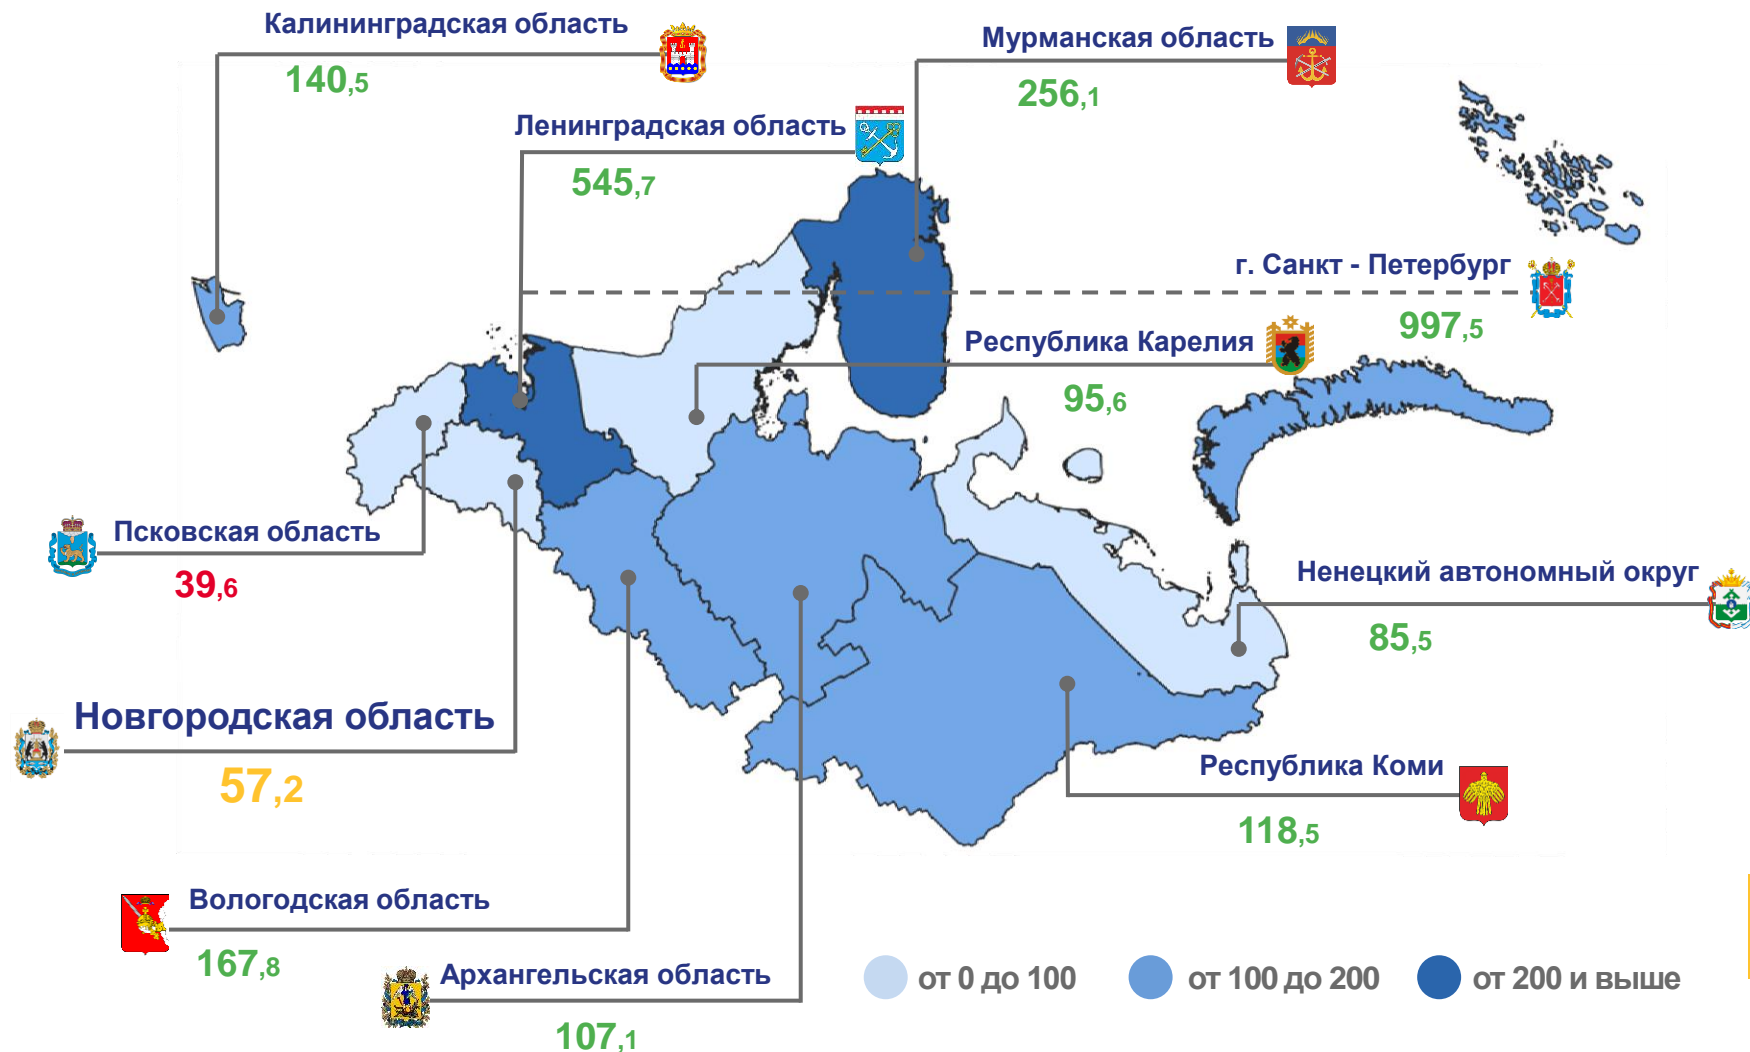 Калининградская область
140,5
Мурманская область
256,1
Ленинградская область
545,7
г. Санкт - Петербург
997,5
Республика Карелия
95,6
Псковская область
39,6
Ненецкий автономный округ
85,5
Новгородская область
57,2
Республика Коми
118,5
Вологодская область
167,8
Архангельская область
107,1
от 0 до 100
от 100 до 200
от 200 и выше